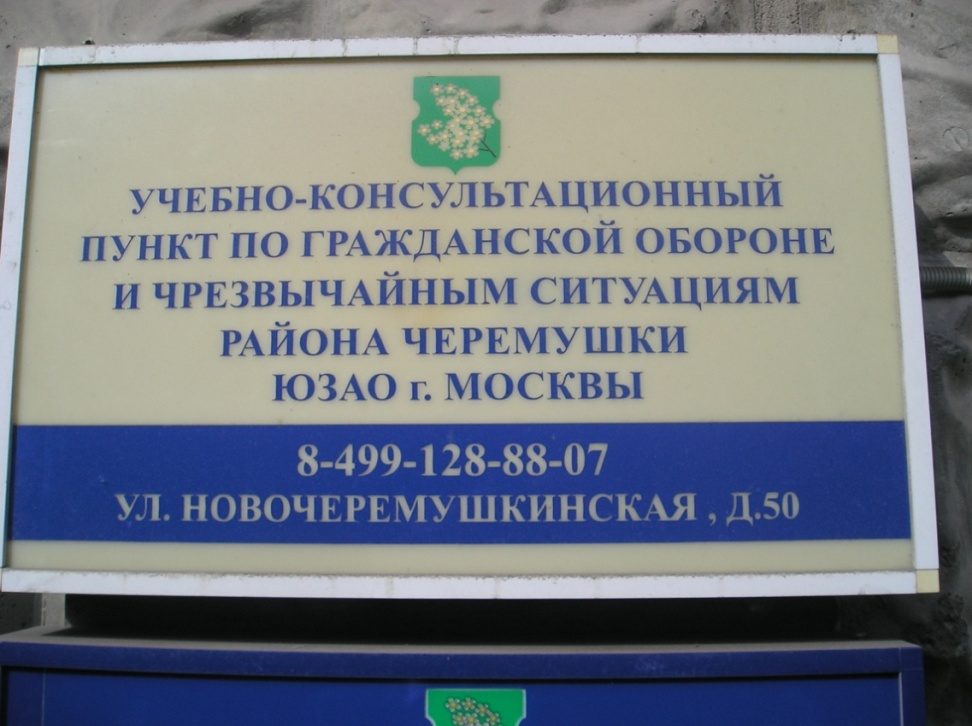 УЧЕБНО-КОНСУЛЬТАЦИОННЫЙ
ПУНКТ ПО ГРАЖДАНСКОЙ ОБОРОНЕ
И ЧРЕЗВЫЧАЙНЫМ СИТУАЦИЯМ
РАЙОНА ЧЕРЕМУШКИ
ЮЗАО г. МОСКВЫ
8-499-128-88-07
УЛ. НОВОЧЕРЕМУШКИНСКАЯ , Д.50